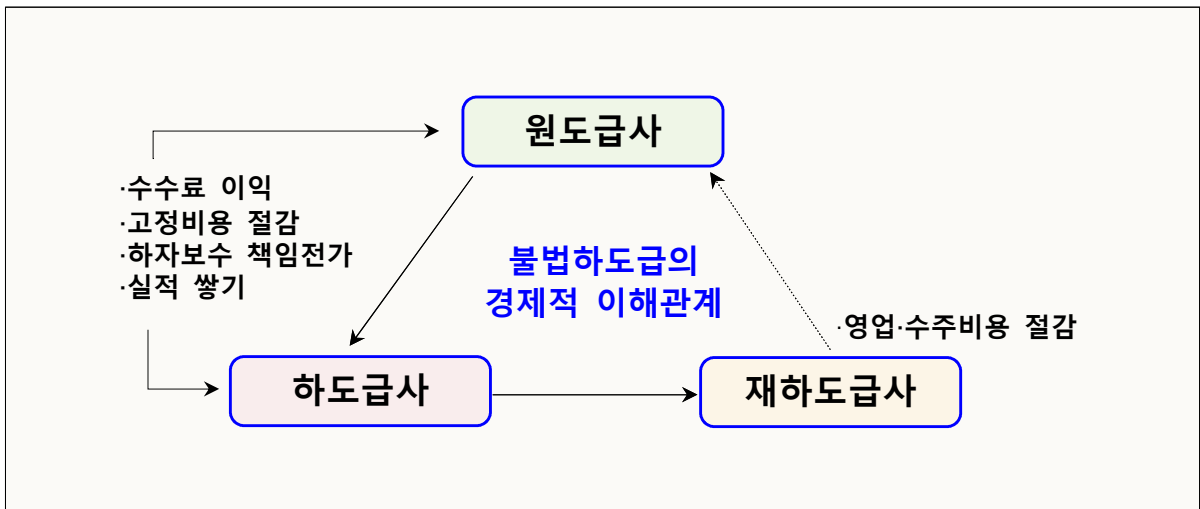 원도급사
·수수료 이익
·고정비용 절감
·하자보수 책임전가
·실적 쌓기
불법하도급의
경제적 이해관계
·영업·수주비용 절감
하도급사
재하도급사